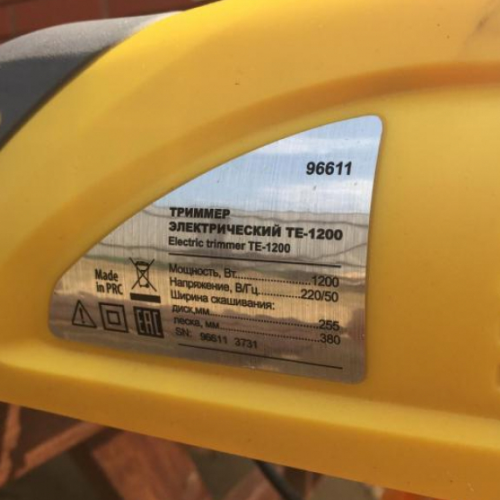 96611
ТРИММЕР
ЭЛЕКТРИЧЕСКИЙ ТЕ-1200
Electric trimmer TE-1200
Made
in PRC
Мощность, Вт.....................1200
Напряжение, В/Гц............220/50
Ширина скашивания:
диск,мм...........................255
леска, мм.........................380
SN: 96611 3731
EAC